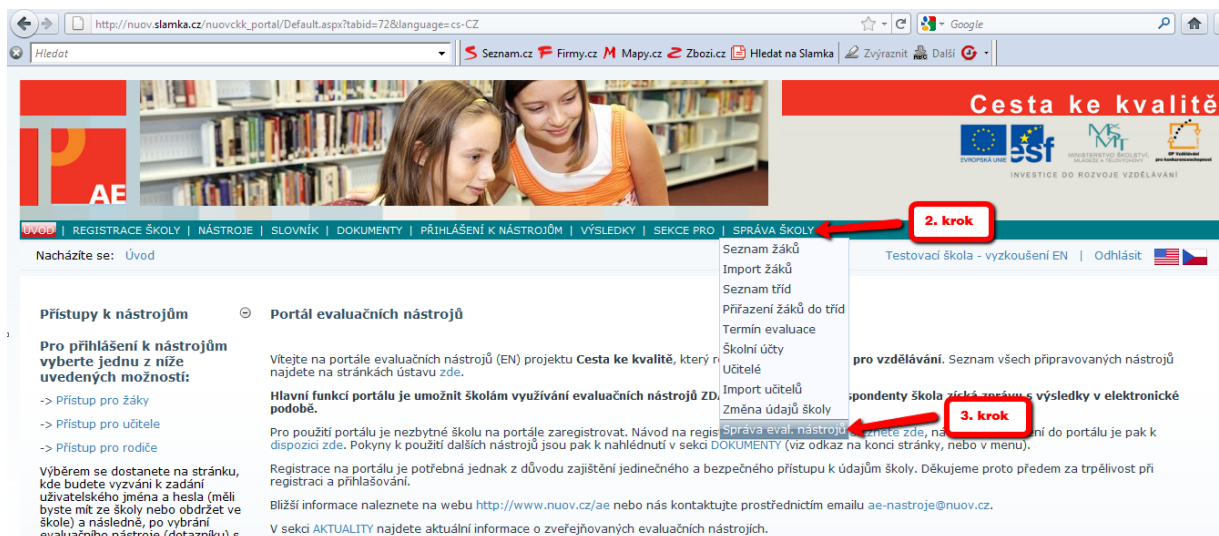 http://nuov.slamka.cz/nuovckk_portal/Default.aspx?tabid=72&language=cs-CZ
Google
Hledat
Seznam.cz Firmy.cz Mapy.cz Zbozi.cz Hledat na Slamka Zvýraznit Další
Cesta ke kvalitě
AE
EVROPSKÁ UNIE
esf
MŠMT
MINISTERSTVO ŠKOLSTVÍ,
MLÁDEŽE A TĚLOVÝCHOVY
OP Vzdělávání
pro konkurenceschopnost
INVESTICE DO ROZVOJE VZDĚLÁVÁNÍ
2. krok
ÚVOD | REGISTRACE ŠKOLY | NÁSTROJE | SLOVNÍK | DOKUMENTY | PŘIHLÁŠENÍ K NÁSTROJŮM | VÝSLEDKY | SEKCE PRO | SPRÁVA ŠKOLY
Nacházíte se: Úvod
Testovací škola - vyzkoušení EN | Odhlásit
Seznam žáků
Import žáků
Seznam tříd
Přiřazení žáků do tříd
Termín evaluace
Školní účty
Učitelé
Import učitelů
Změna údajů školy
Správa eval. nástrojů
3. krok
Přístupy k nástrojům
Pro přihlášení k nástrojům
vyberte jednu z níže
uvedených možností:
-> Přístup pro žáky
-> Přístup pro učitele
-> Přístup pro rodiče
Výběrem se dostanete na stránku,
kde budete vyzváni k zadání
uživatelského jména a hesla (měli
byste mít ze školy nebo obdržet ve
škole) a následně, po vybrání
evaluačního nástroje (dotazníku) s
Portál evaluačních nástrojů
Vítejte na portále evaluačních nástrojů (EN) projektu Cesta ke kvalitě, který pro vzdělávání. Seznam všech připravovaných nástrojů
najdete na stránkách ústavu zde.
Hlavní funkcí portálu je umožnit školám využívání evaluačních nástrojů škola získá zprávu s výsledky v elektronické
podobě.
Pro použití portálu je nezbytné školu na portále zaregistrovat. Návod na zde, do portálu je pak k
dispozici zde. Pokyny k použití dalších nástrojů jsou pak k nahlédnutí v sekci DOKUMENTY (viz odkaz na konci stránky, nebo v menu).
Registrace na portálu je potřebná jednak z důvodu zajištění jedinečného a bezpečného přístupu k údajům školy. Děkujeme proto předem za trpělivost při
registraci a přihlašování.
Bližší informace naleznete na webu http://www.nuov.cz/ae nebo nás kontaktujte prostřednictím emailu ae-nastroje@nuov.cz.
V sekci AKTUALITY najdete aktuální informace o zveřejňovaných evaluačních nástrojích.